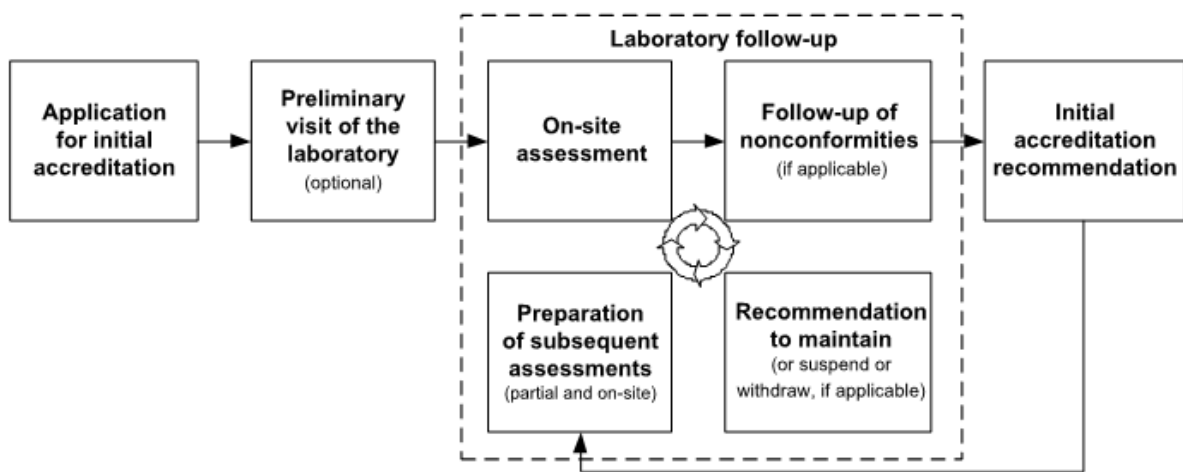 Laboratory follow-up
Application
for initial
accreditation
Preliminary
visit of the
laboratory
(optional)
On-site
assessment
Follow-up of
nonconformities
(if applicable)
Initial
accreditation
recommendation
Preparation
of subsequent
assessments
(partial and on-site)
Recommendation
to maintain
(or suspend or
withdraw, if applicable)